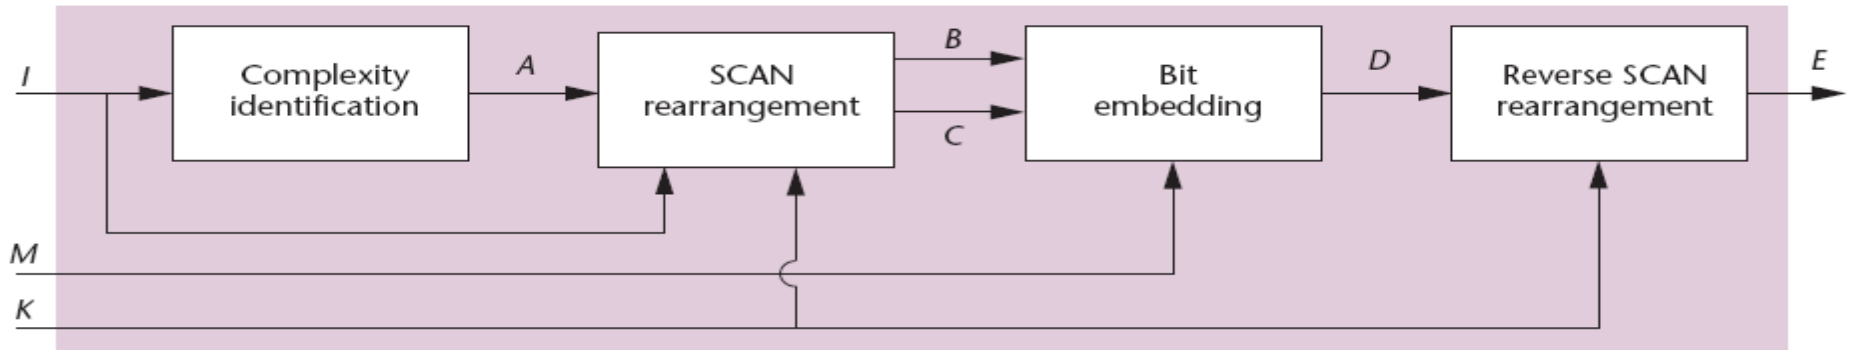 I
Complexity
identification
A
SCAN
rearrangement
B
C
Bit
embedding
D
Reverse SCAN
rearrangement
E
M
K